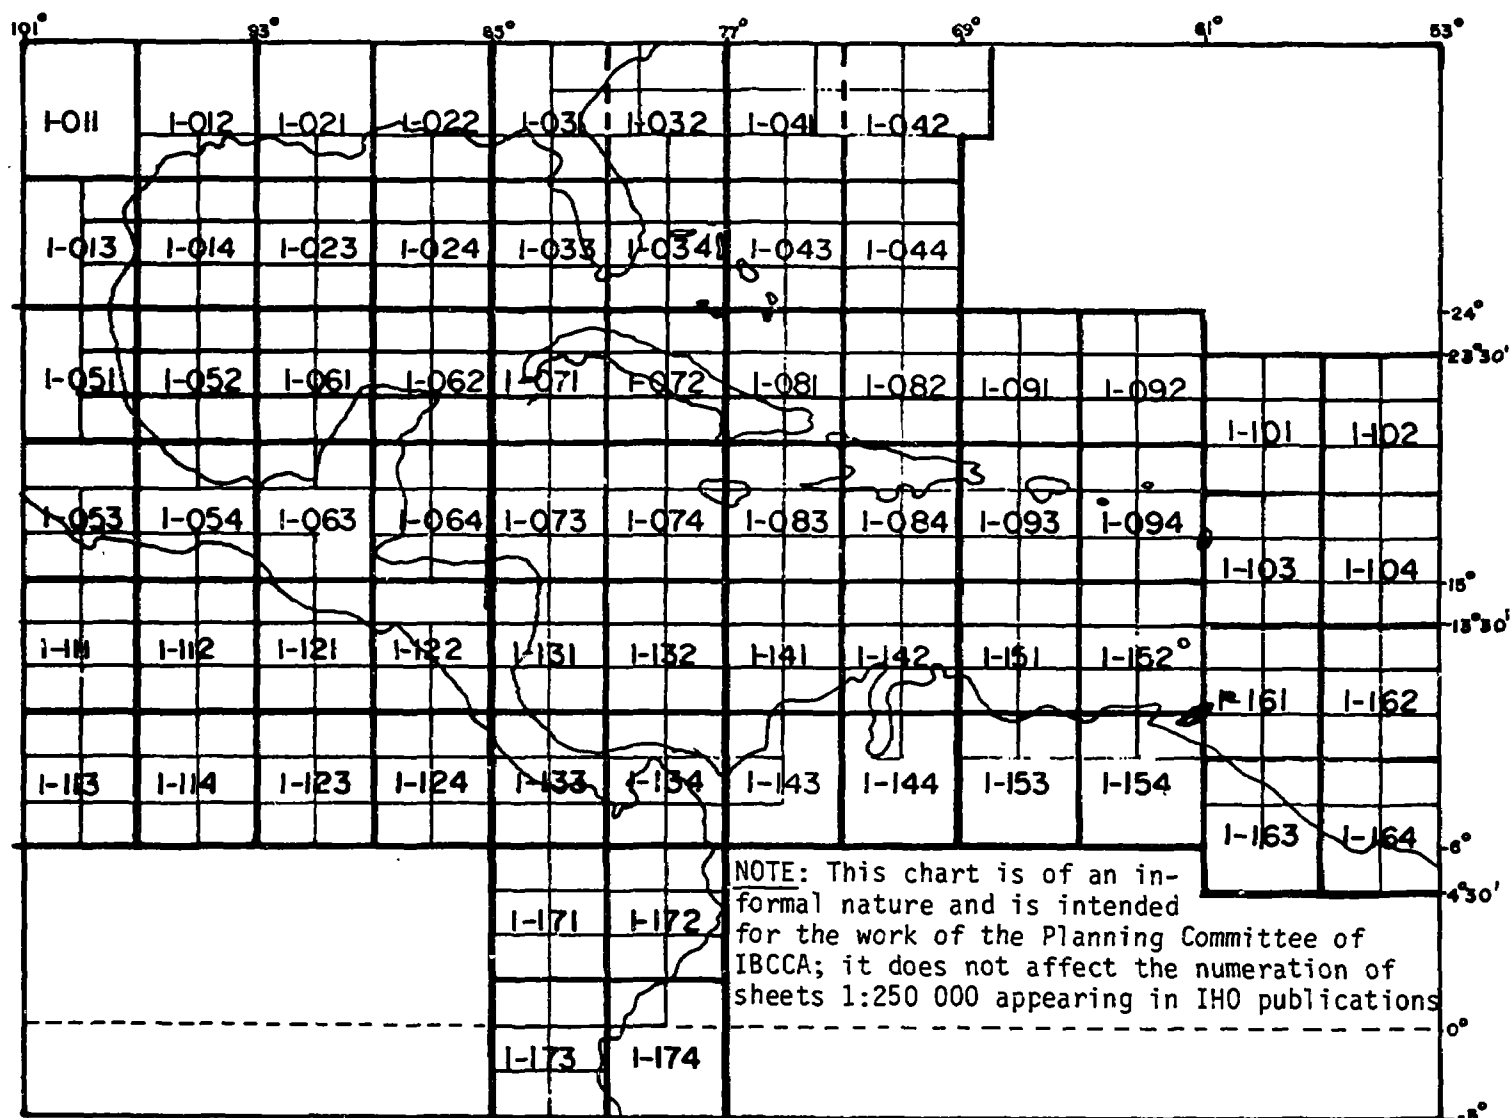 101° 93° 85° 77° 69° 61° 53°
1-011 1-012 1-021 1-022 1-031 1-032 1-041 1-042
1-013 1-014 1-023 1-024 1-033 1-034 1-043 1-044
24°
23°30'
1-051 1-052 1-061 1-062 1-071 1-072 1-081 1-082 1-091 1-092
1-101 1-102
1-053 1-054 1-063 1-064 1-073 1-074 1-083 1-084 1-093 1-094
1-103 1-104
15°
13°30'
1-111 1-112 1-121 1-122 1-131 1-132 1-141 1-142 1-151 1-152
1-161 1-162
1-113 1-114 1-123 1-124 1-133 1-134 1-143 1-144 1-153 1-154
1-163 1-164
6°
4°30'
NOTE: This chart is of an in-
formal nature and is intended
for the work of the Planning Committee of
IBCCA; it does not affect the numeration of
sheets 1:250 000 appearing in IHO publications
1-171 1-172
0°
1-173 1-174